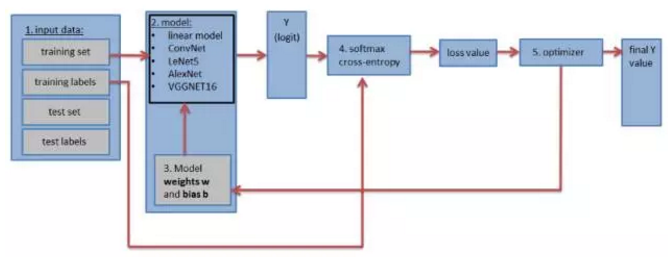 1. input data:
training set
training labels
test set
test labels
2. model:
• linear model
• ConvNet
• LeNet5
• AlexNet
• VGGNET16
3. Model
weights w
and bias b
Y
(logit)
4. softmax
cross-entropy
loss value
5. optimizer
final Y
value